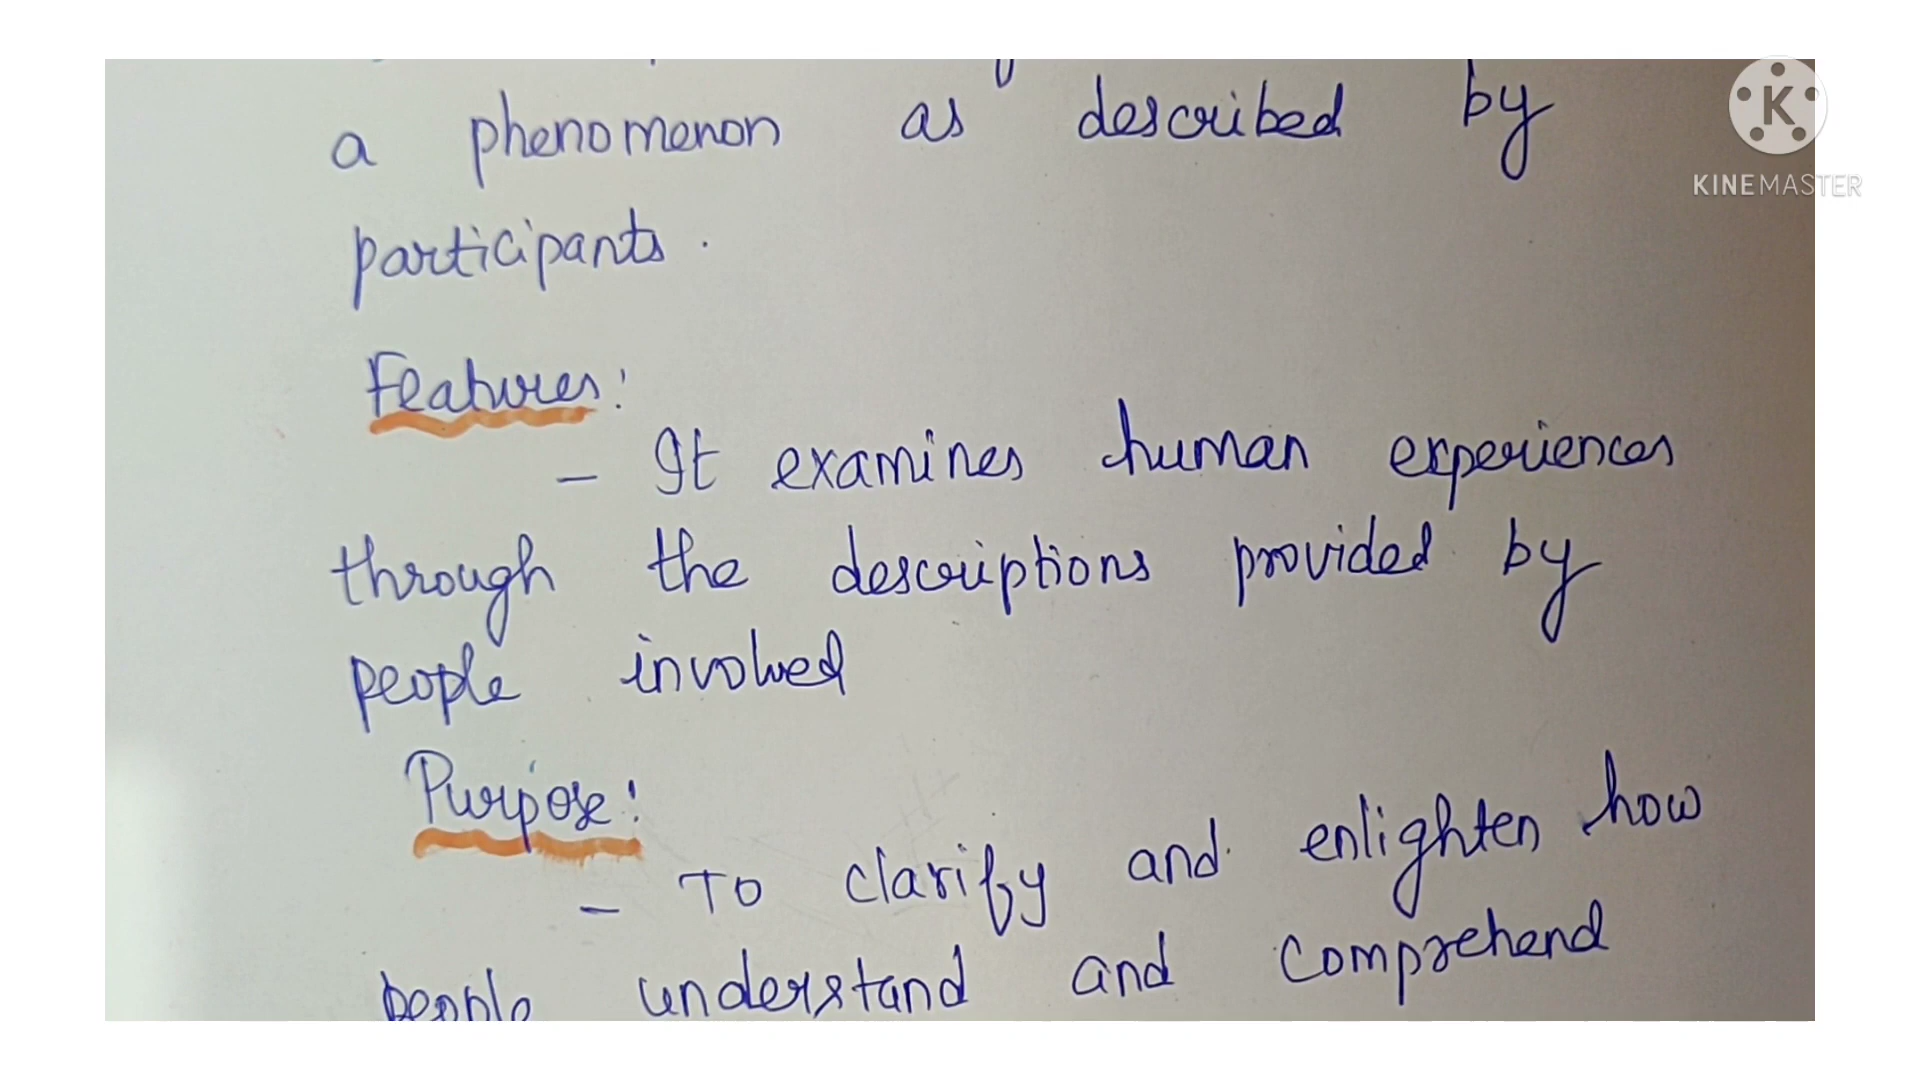 a phenomenon as described by
participants.
Features:
- It examines human experiences
through the descriptions provided by
people involved
Purpose:
- To clarify and enlighten how
people understand and comprehend
K
KINEMASTER